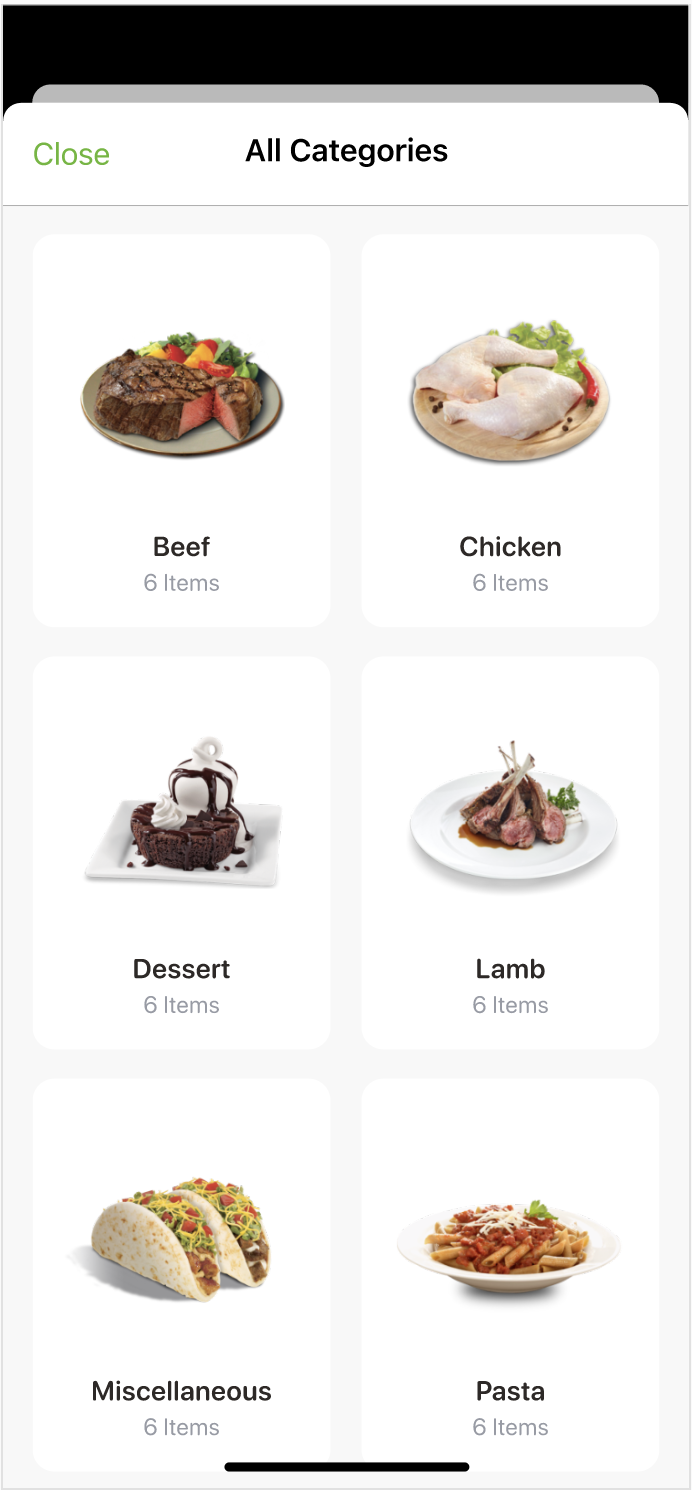 Close
All Categories
Beef
6 Items
Chicken
6 Items
Dessert
6 Items
Lamb
6 Items
Miscellaneous
6 Items
Pasta
6 Items